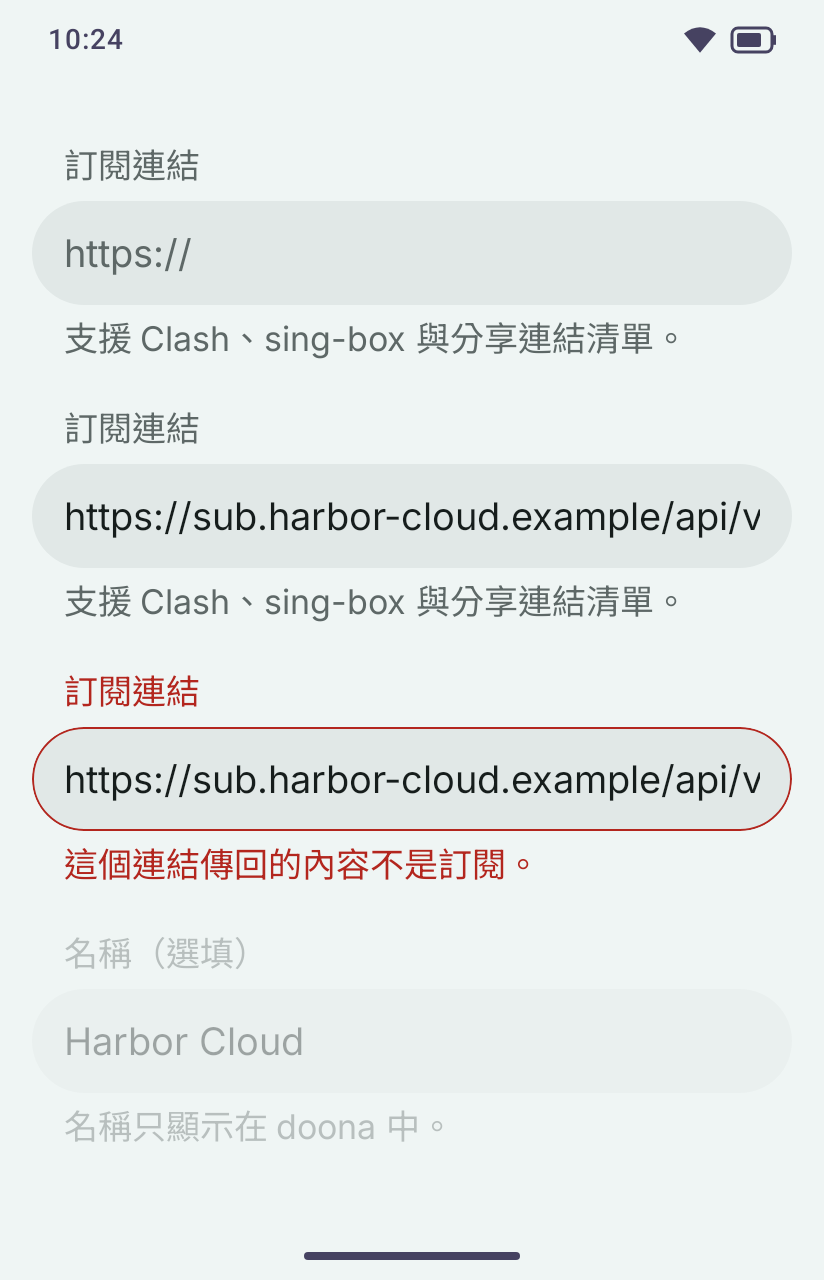 10:24
訂閱連結
https://
支援 Clash、sing-box 與分享連結清單。
訂閱連結
https://sub.harbor-cloud.example/api/v
支援 Clash、sing-box 與分享連結清單。
訂閱連結
https://sub.harbor-cloud.example/api/v
這個連結傳回的內容不是訂閱。
名稱（選填）
Harbor Cloud
名稱只顯示在 doona 中。